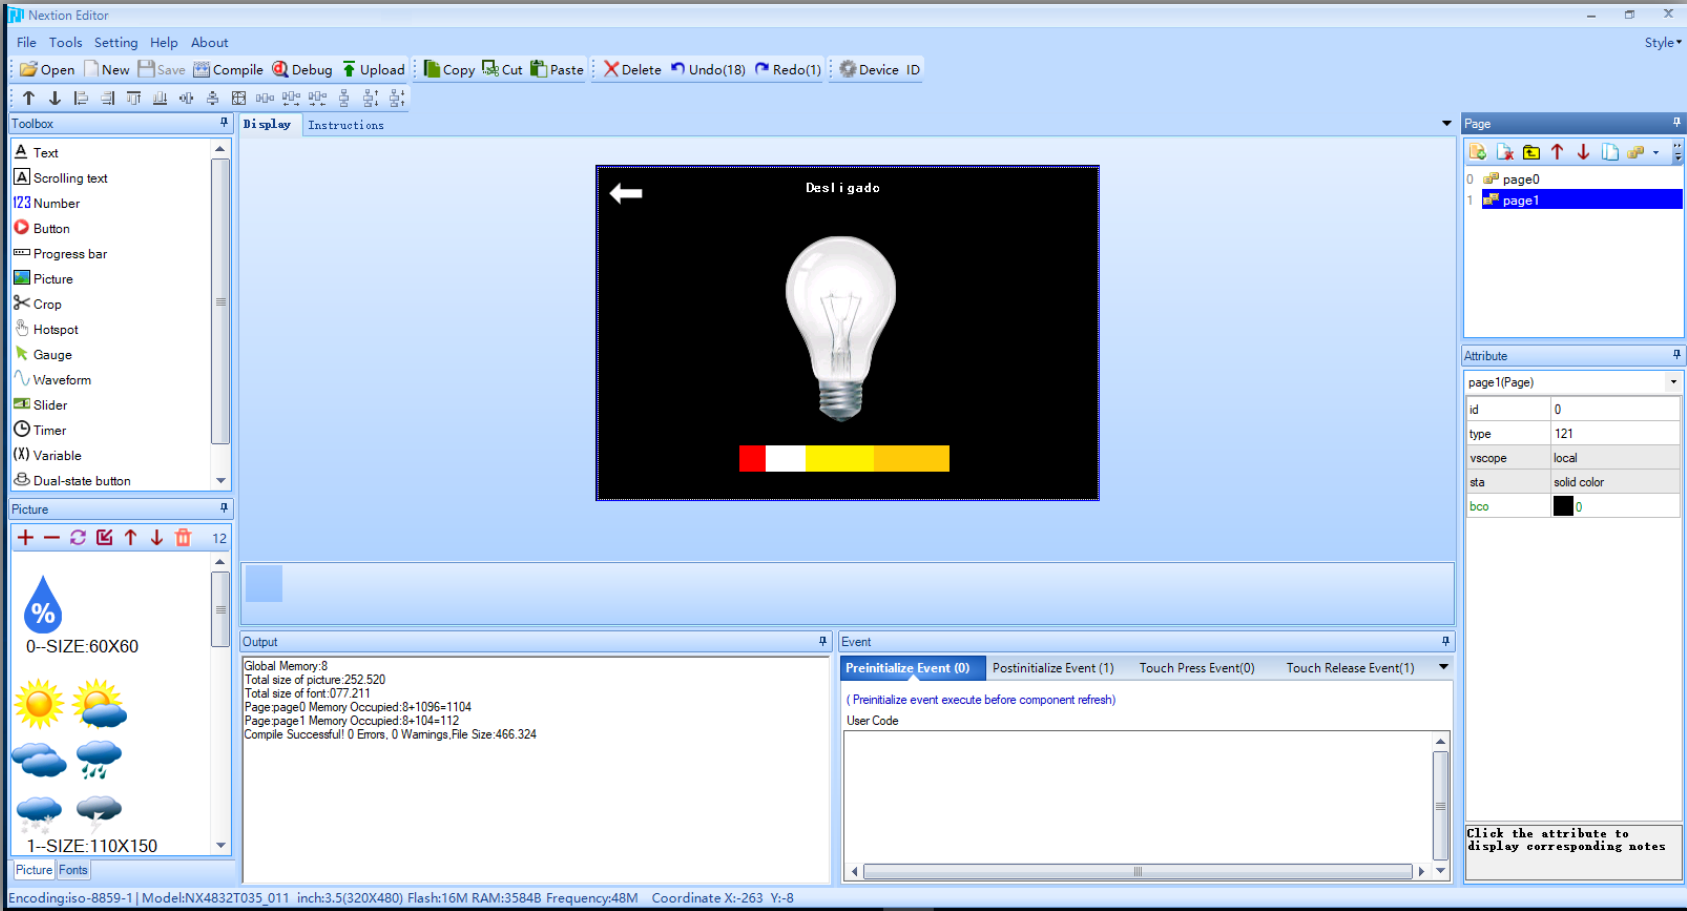 Nextion Editor
File Tools Setting Help About
Style
Open New Save Compile Debug Upload Copy Cut Paste Delete Undo(18) Redo(1) Device ID
Toolbox
Text
Scrolling text
123 Number
Button
Progress bar
Picture
Crop
Hotspot
Gauge
Waveform
Slider
Timer
(X) Variable
Dual-state button
Picture
12
%
0--SIZE:60X60
1--SIZE:110X150
Picture Fonts
Display Instructions
Desligado
Output
Global Memory:8
Total size of picture:252.520
Total size of font:077.211
Page:page0 Memory Occupied:8+1096=1104
Page:page1 Memory Occupied:8+104=112
Compile Successful! 0 Errors, 0 Warnings,File Size:466.324
Event
Preinitialize Event (0) Postinitialize Event (1) Touch Press Event(0) Touch Release Event(1)
( Preinitialize event execute before component refresh)
User Code
Page
0 page0
1 page1
Attribute
page1(Page)
id 0
type 121
vscope local
sta solid color
bco 0
Click the attribute to
display corresponding notes
Encoding:iso-8859-1 | Model:NX4832T035_011 inch:3.5(320X480) Flash:16M RAM:3584B Frequency:48M Coordinate X:-263 Y:-8